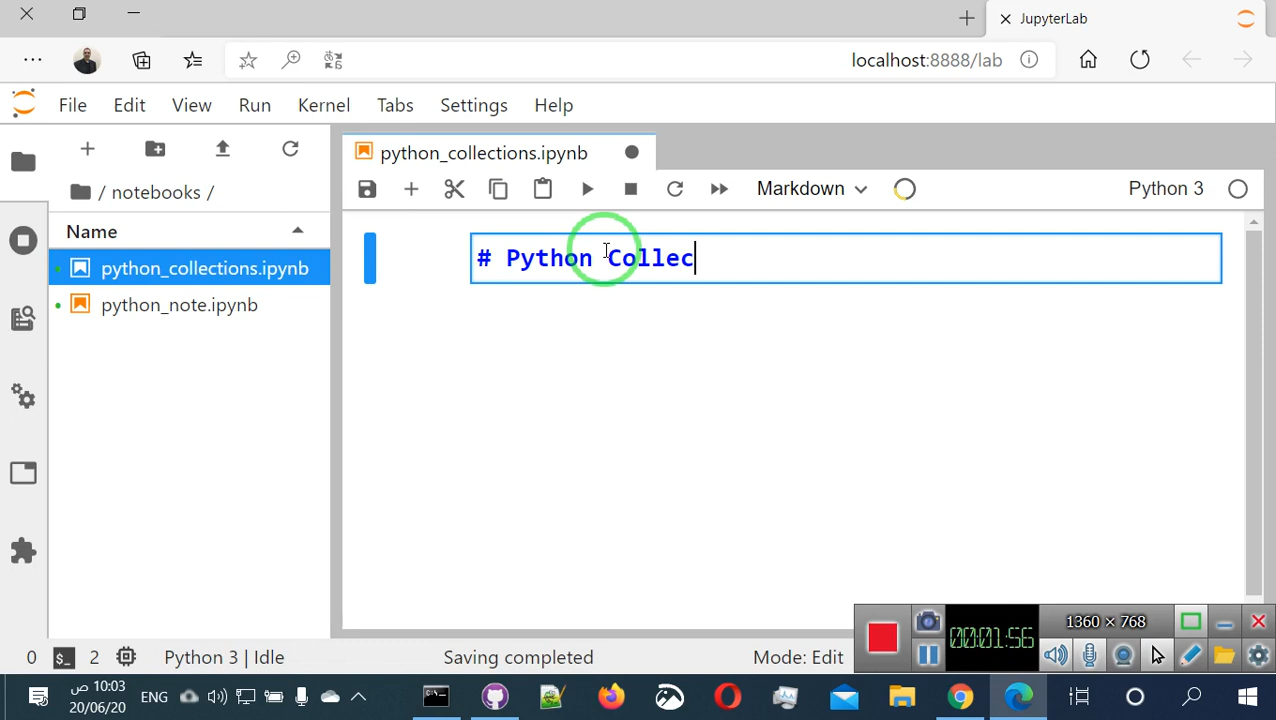 JupyterLab
localhost:8888/lab
File Edit View Run Kernel Tabs Settings Help
python_collections.ipynb
/ notebooks /
Markdown
Python 3
Name
python_collections.ipynb
python_note.ipynb
# Python Collec
1360 × 768
00:01:56
0 2 Python 3 | Idle Saving completed Mode: Edit
10:03 ص
20/06/20
ENG